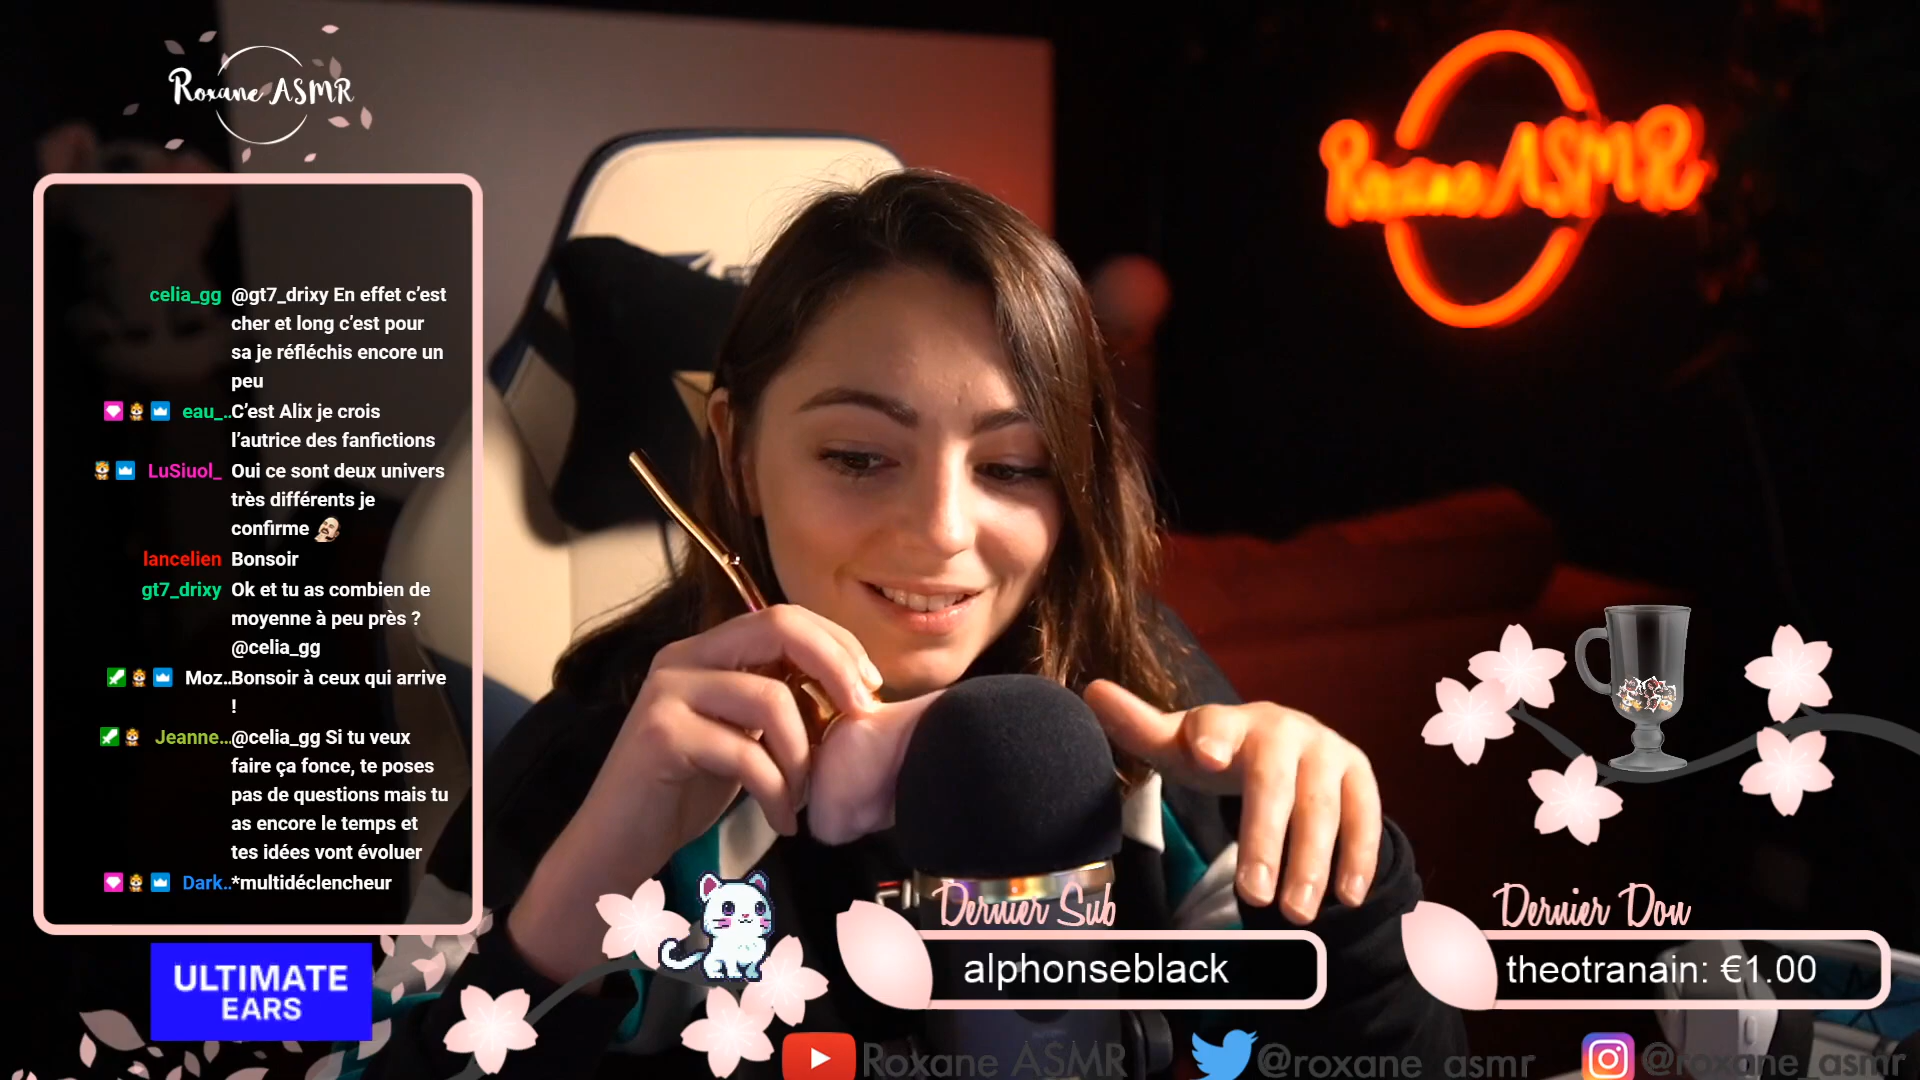 Roxane ASMR
Roxane ASMR
celia_gg @gt7_drixy En effet c’est
cher et long c’est pour
sa je réfléchis encore un
peu
eau_.. C’est Alix je crois
l’autrice des fanfictions
LuSiuol_ Oui ce sont deux univers
très différents je
confirme
lancelien Bonsoir
gt7_drixy Ok et tu as combien de
moyenne à peu près ?
@celia_gg
Moz.. Bonsoir à ceux qui arrive
!
Jeanne... @celia_gg Si tu veux
faire ça fonce, te poses
pas de questions mais tu
as encore le temps et
tes idées vont évoluer
Dark.. *multidéclencheur
ULTIMATE
EARS
Dernier Sub
alphonseblack
Dernier Don
theotranain: €1.00
Roxane ASMR
@roxane_asmr
@roxane_asmr